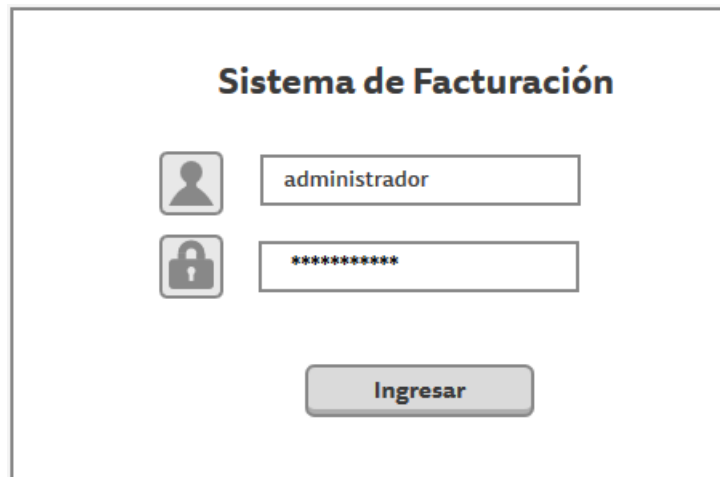 Sistema de Facturación
administrador
***********
Ingresar